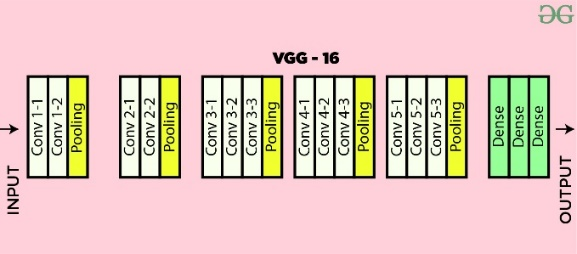 VGG - 16
INPUT
Conv 1-1
Conv 1-2
Pooling
Conv 2-1
Conv 2-2
Pooling
Conv 3-1
Conv 3-2
Conv 3-3
Pooling
Conv 4-1
Conv 4-2
Conv 4-3
Pooling
Conv 5-1
Conv 5-2
Conv 5-3
Pooling
Dense
Dense
Dense
OUTPUT